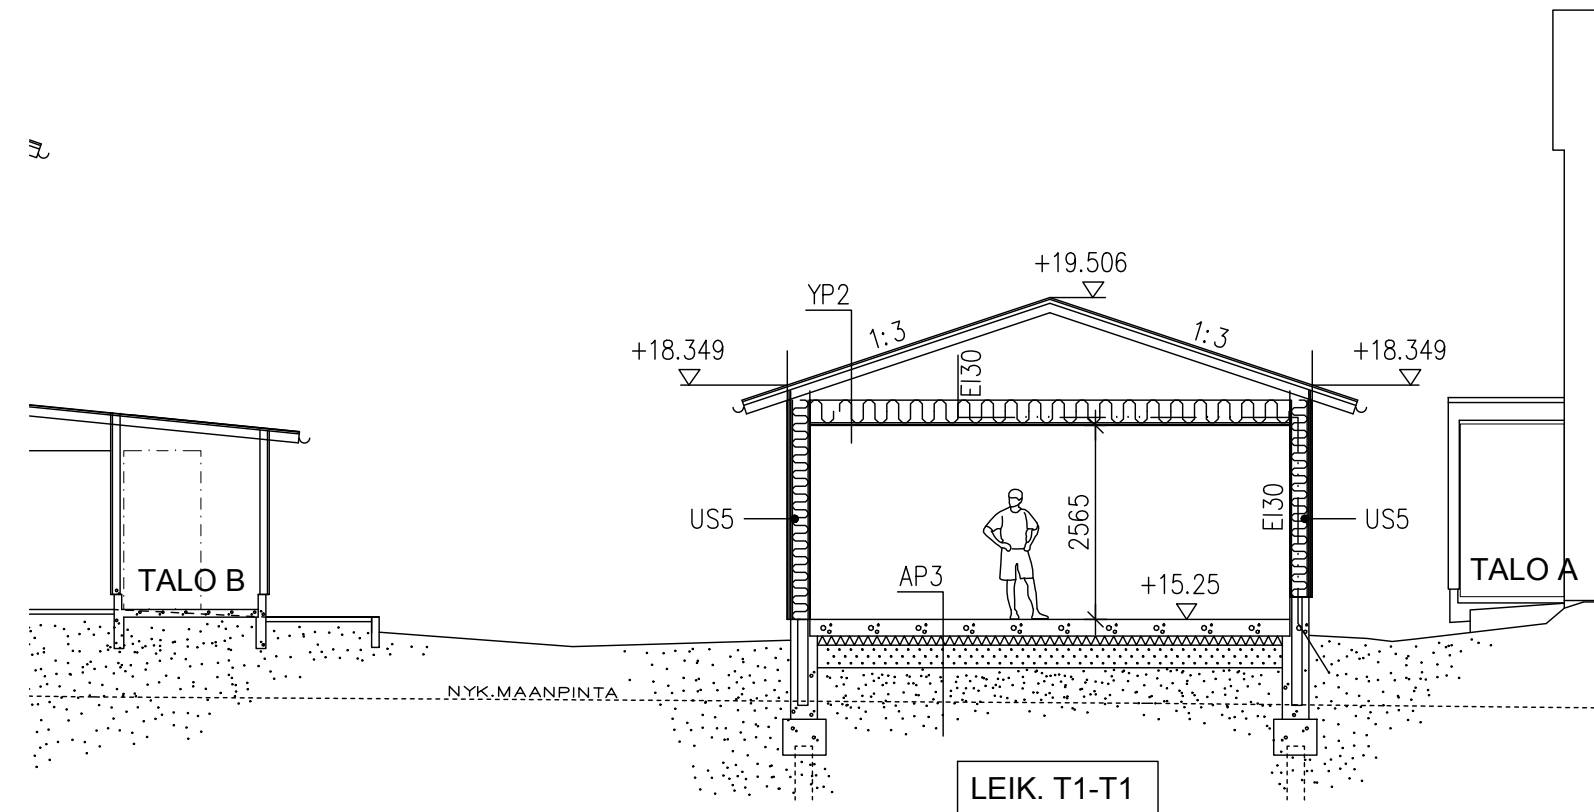 +19.506
YP2
1:3
1:3
+18.349
+18.349
EI30
US5
2565
EI30
US5
TALO B
AP3
+15.25
TALO A
NYK.MAANPINTA
LEIK. T1-T1